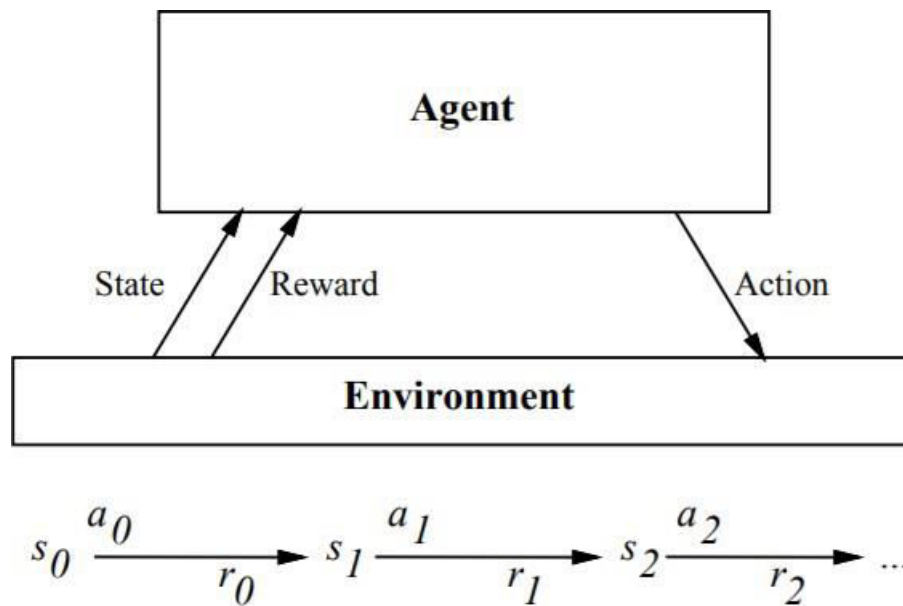 Agent
State Reward Action
Environment
s0 a0 r0 s1 a1 r1 s2 a2 r2 ...